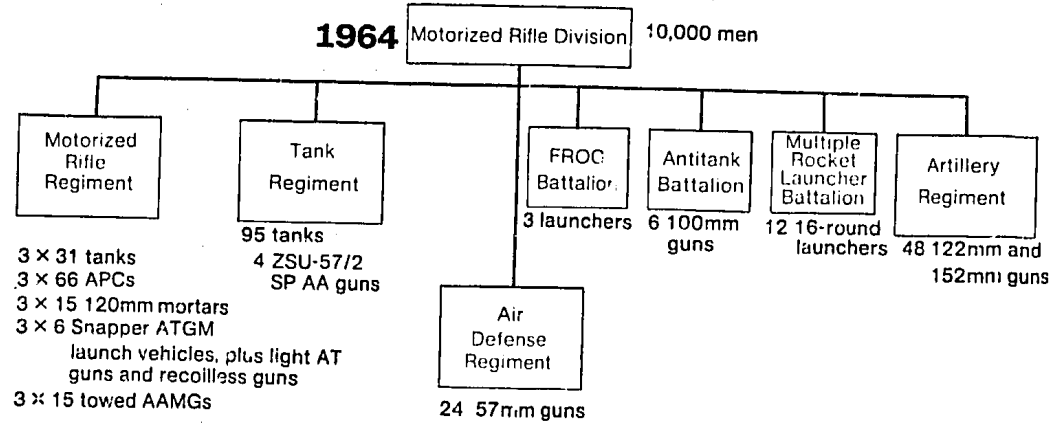 1964 Motorized Rifle Division 10,000 men
Motorized
Rifle
Regiment
3 × 31 tanks
3 × 66 APCs
3 × 15 120mm mortars
3 × 6 Snapper ATGM
launch vehicles, plus light AT
guns and recoilless guns
3 × 15 towed AAMGs
Tank
Regiment
95 tanks
4 ZSU-57/2
SP AA guns
Air
Defense
Regiment
24 57mm guns
FROG
Battalion
3 launchers
Antitank
Battalion
6 100mm
guns
Multiple
Rocket
Launcher
Battalion
12 16-round
launchers
Artillery
Regiment
48 122mm and
152mm guns